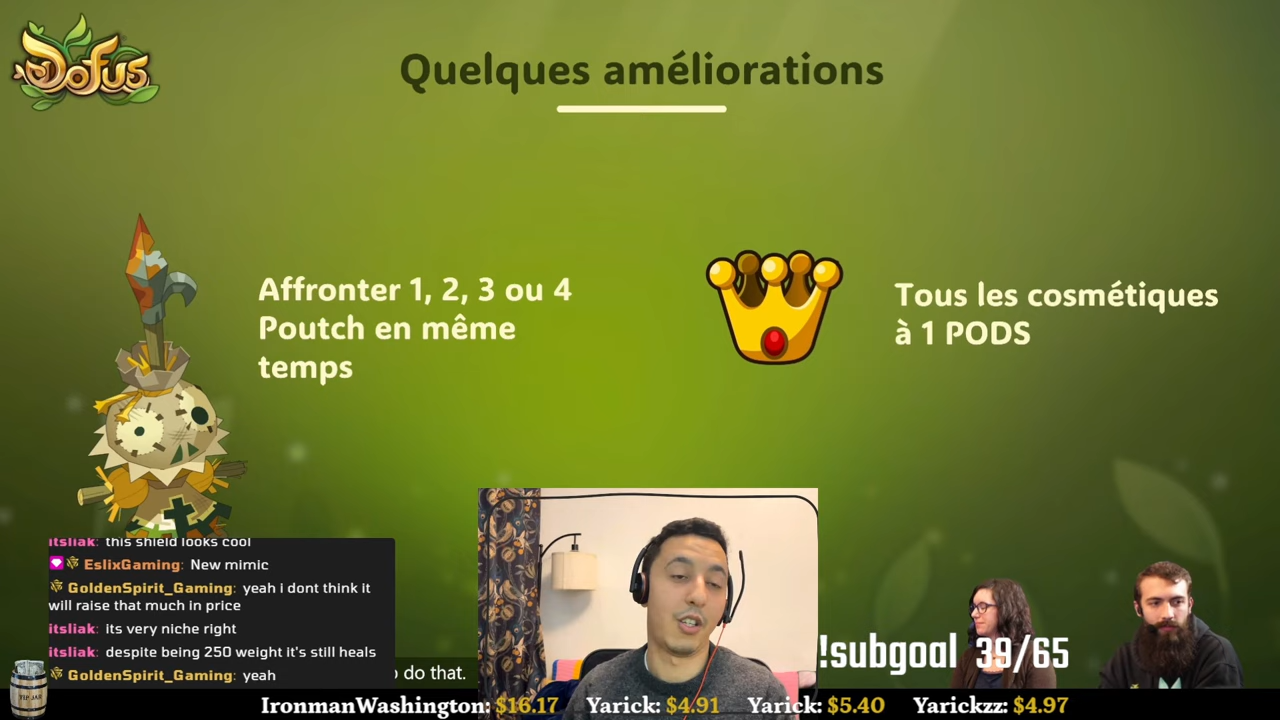 Dofus
Quelques améliorations
Affronter 1, 2, 3 ou 4
Poutch en même
temps
Tous les cosmétiques
à 1 PODS
itsliak: this shield looks cool
EslixGaming: New mimic
GoldenSpirit_Gaming: yeah i dont think it
will raise that much in price
itsliak: its very niche right
itsliak: despite being 250 weight it's still heals
GoldenSpirit_Gaming: yeah
do that.
!subgoal 39/65
TIP JAR
IronmanWashington: $16.17 Yarick: $4.91 Yarick: $5.40 Yarickzz: $4.97